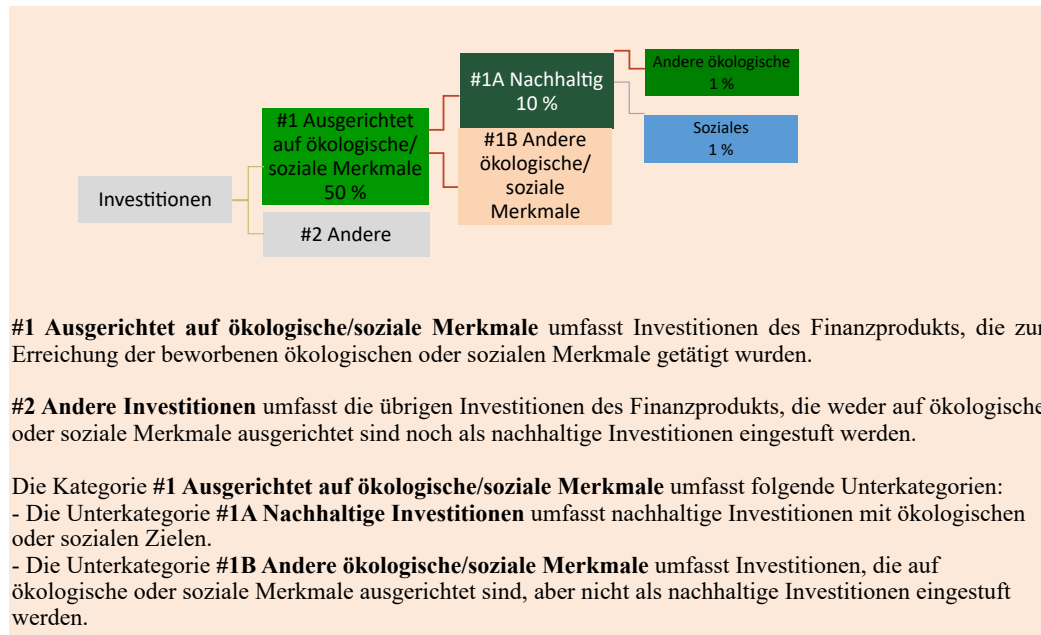 Andere ökologische
1 %
#1A Nachhaltig
10 %
Soziales
1 %
#1 Ausgerichtet
auf ökologische/
soziale Merkmale
50 %
#1B Andere
ökologische/
soziale
Merkmale
Investitionen
#2 Andere
#1 Ausgerichtet auf ökologische/soziale Merkmale umfasst Investitionen des Finanzprodukts, die zur
Erreichung der beworbenen ökologischen oder sozialen Merkmale getätigt wurden.
#2 Andere Investitionen umfasst die übrigen Investitionen des Finanzprodukts, die weder auf ökologische
oder soziale Merkmale ausgerichtet sind noch als nachhaltige Investitionen eingestuft werden.
Die Kategorie #1 Ausgerichtet auf ökologische/soziale Merkmale umfasst folgende Unterkategorien:
- Die Unterkategorie #1A Nachhaltige Investitionen umfasst nachhaltige Investitionen mit ökologischen
oder sozialen Zielen.
- Die Unterkategorie #1B Andere ökologische/soziale Merkmale umfasst Investitionen, die auf
ökologische oder soziale Merkmale ausgerichtet sind, aber nicht als nachhaltige Investitionen eingestuft
werden.